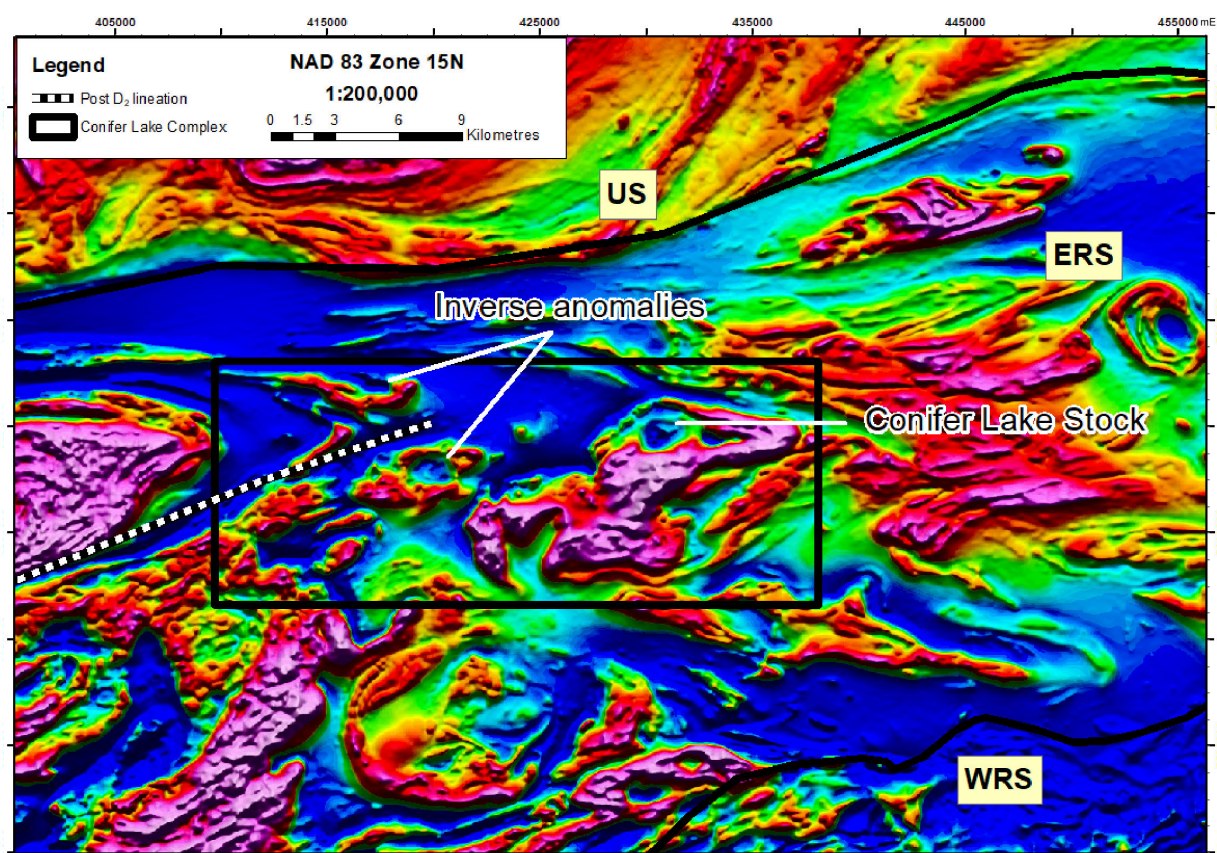 405000 415000 425000 435000 445000 455000 mE
Legend
Post D₂ lineation
Conifer Lake Complex
NAD 83 Zone 15N
1:200,000
0 1.5 3 6 9
Kilometres
US
ERS
Inverse anomalies
Conifer Lake Stock
WRS